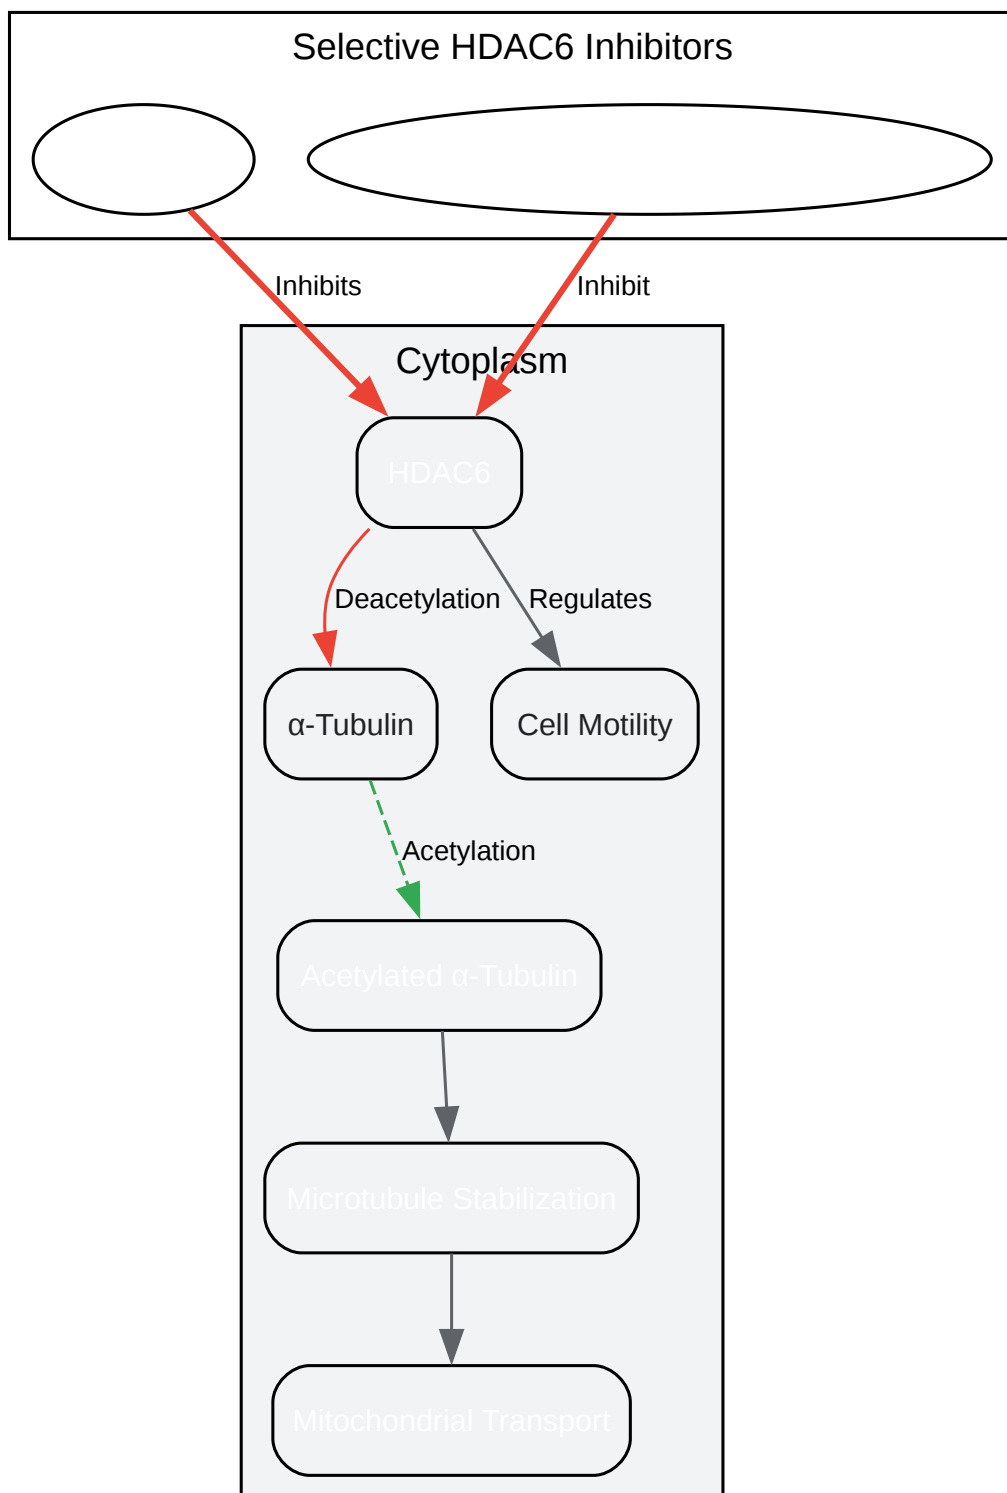 Selective HDAC6 Inhibitors
Inhibits
Inhibit
Cytoplasm
HDAC6
Deacetylation
Regulates
α-Tubulin
Cell Motility
Acetylation
Acetylated α-Tubulin
Microtubule Stabilization
Mitochondrial Transport